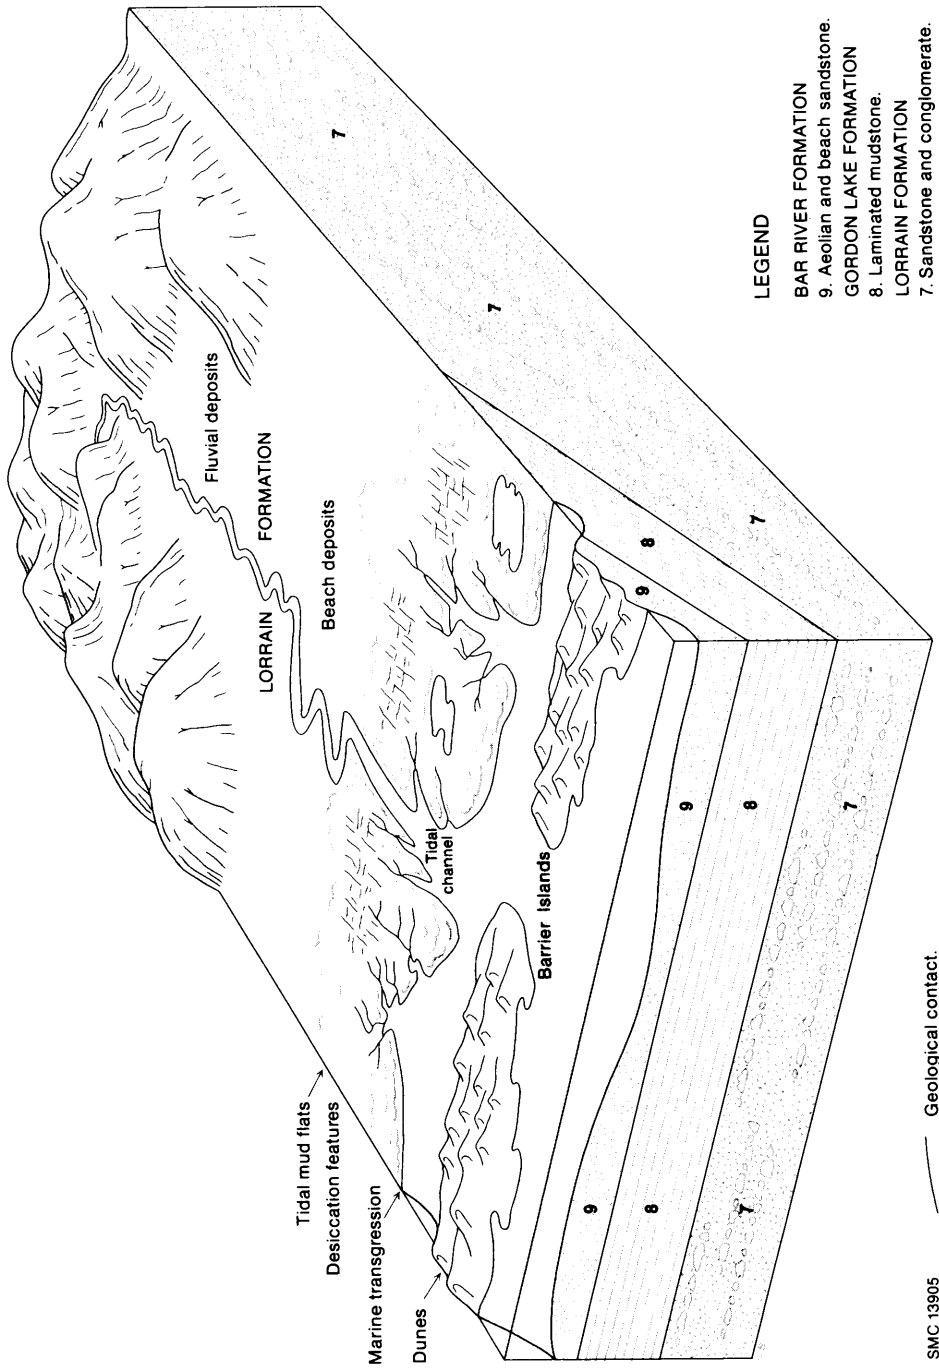 Fluvial deposits
LORRAIN FORMATION
Beach deposits
Tidal mud flats
Desiccation features
Marine transgression
Dunes
Tidal
channel
Barrier Islands
7
7
7
8
9
9
8
7
9
8
7
LEGEND
BAR RIVER FORMATION
9. Aeolian and beach sandstone.
GORDON LAKE FORMATION
8. Laminated mudstone.
LORRAIN FORMATION
7. Sandstone and conglomerate.
Geological contact.
SMC 13905